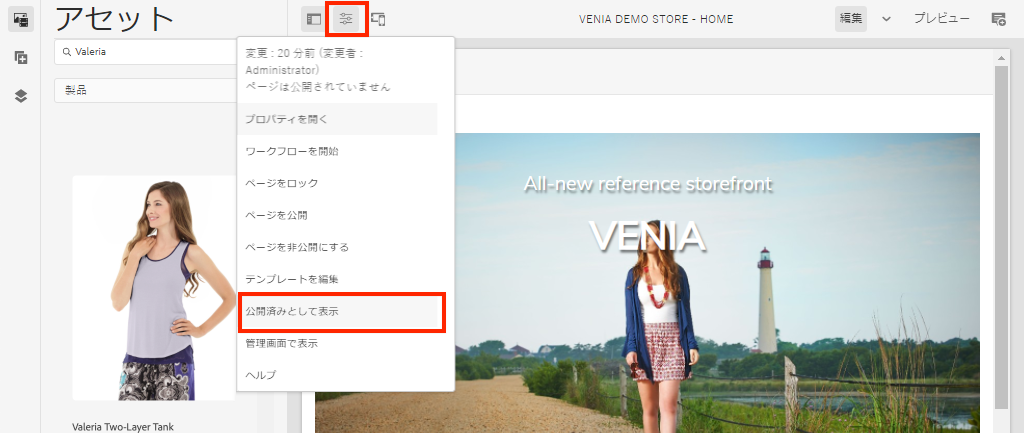 アセット
VENIA DEMO STORE - HOME
編集
プレビュー
Valeria
製品
変更 : 20 分前 (変更者 :
Administrator)
ページは公開されていません
プロパティを開く
ワークフローを開始
ページをロック
ページを公開
ページを非公開にする
テンプレートを編集
公開済みとして表示
管理画面で表示
ヘルプ
Valeria Two-Layer Tank
All-new reference storefront
VENIA